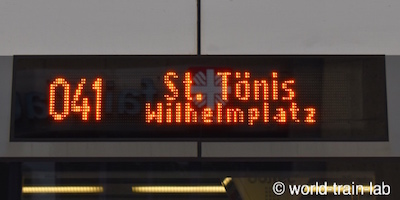 041 St. Tönis
Wilhelmplatz
© world train lab